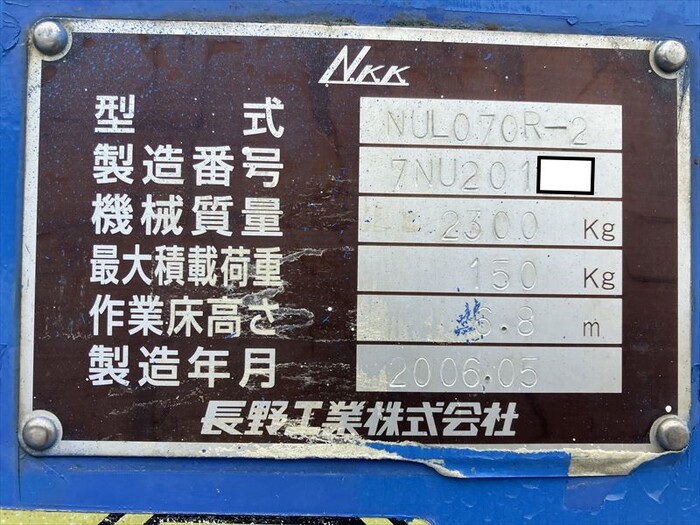 N.KK
型式 NUL070R-2
製造番号 7NU201
機械質量 2300 Kg
最大積載荷重 150 Kg
作業床高さ 6.8 m
製造年月 2006.05
長野工業株式会社